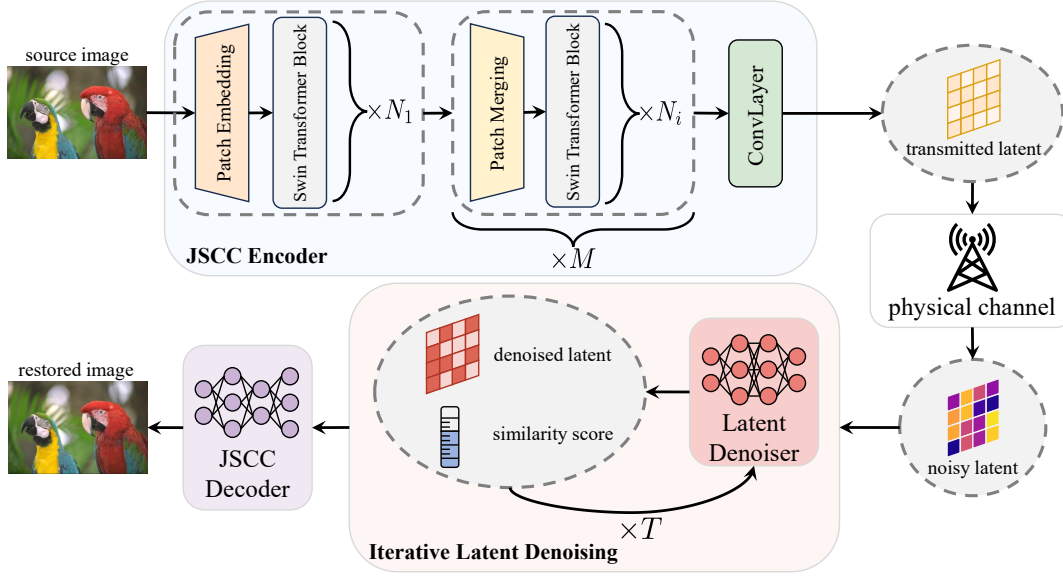 source image
Patch Embedding
Swin Transformer Block
×N₁
Patch Merging
Swin Transformer Block
×Nᵢ
ConvLayer
transmitted latent
JSCC Encoder
×M
physical channel
restored image
JSCC
Decoder
denoised latent
similarity score
Latent
Denoiser
noisy latent
×T
Iterative Latent Denoising